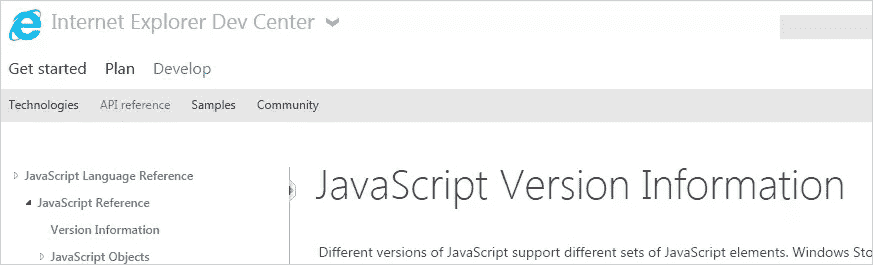 Internet Explorer Dev Center
Get started Plan Develop
Technologies API reference Samples Community
JavaScript Language Reference
JavaScript Reference
Version Information
JavaScript Objects
JavaScript Version Information
Different versions of JavaScript support different sets of JavaScript elements. Windows Sto